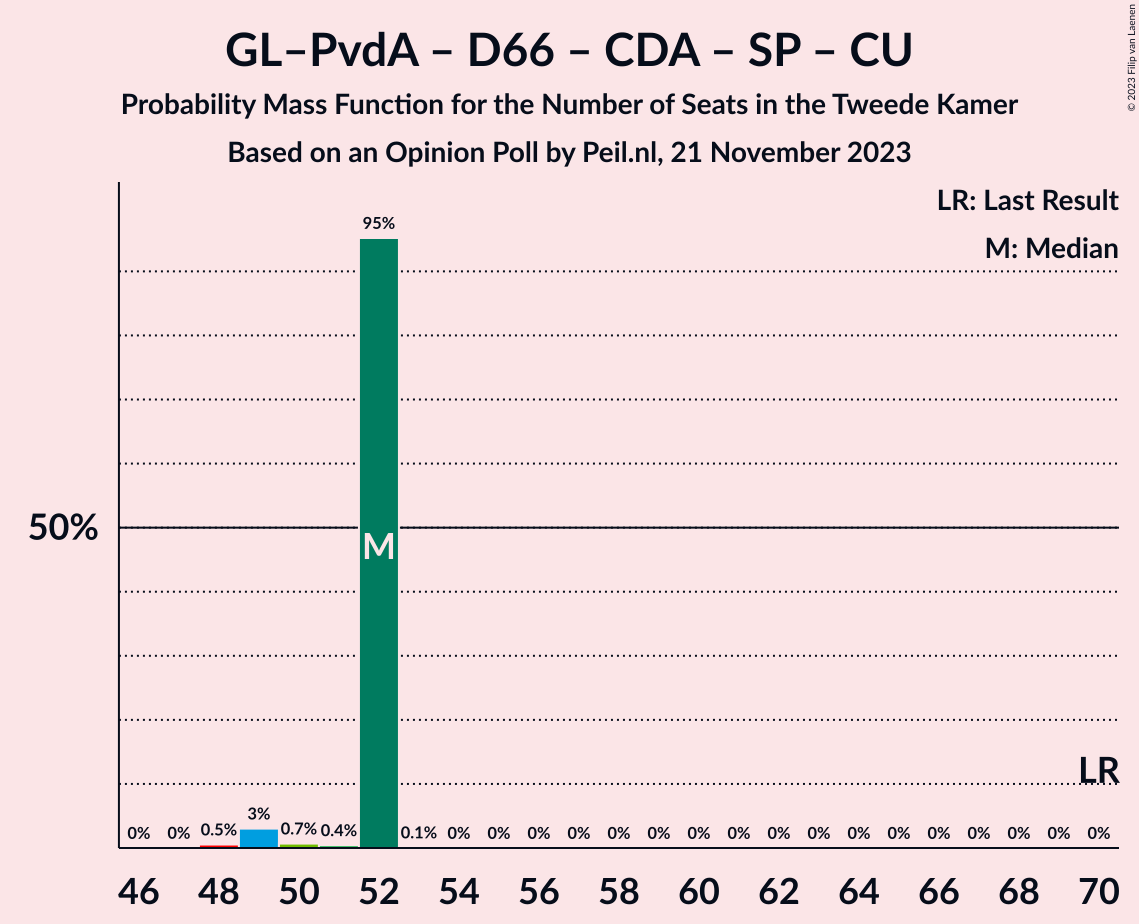 GL–PvdA – D66 – CDA – SP – CU
Probability Mass Function for the Number of Seats in the Tweede Kamer
Based on an Opinion Poll by Peil.nl, 21 November 2023
© 2023 Filip van Laenen
LR: Last Result
M: Median
95%
50%
M
LR
0% 0% 0.5% 3% 0.7% 0.4% 0.1% 0% 0% 0% 0% 0% 0% 0% 0% 0% 0% 0% 0% 0% 0% 0% 0% 0%
46 48 50 52 54 56 58 60 62 64 66 68 70